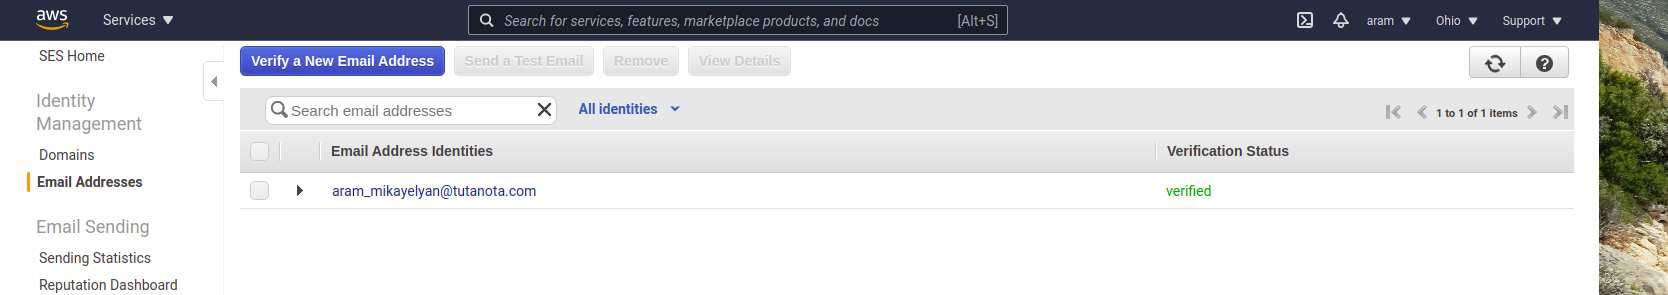 aws Services Search for services, features, marketplace products, and docs [Alt+S] aram Ohio Support
SES Home
Identity
Management
Domains
Email Addresses
Email Sending
Sending Statistics
Reputation Dashboard
Verify a New Email Address Send a Test Email Remove View Details
Search email addresses All identities 1 to 1 of 1 items
Email Address Identities Verification Status
aram_mikayelyan@tutanota.com verified